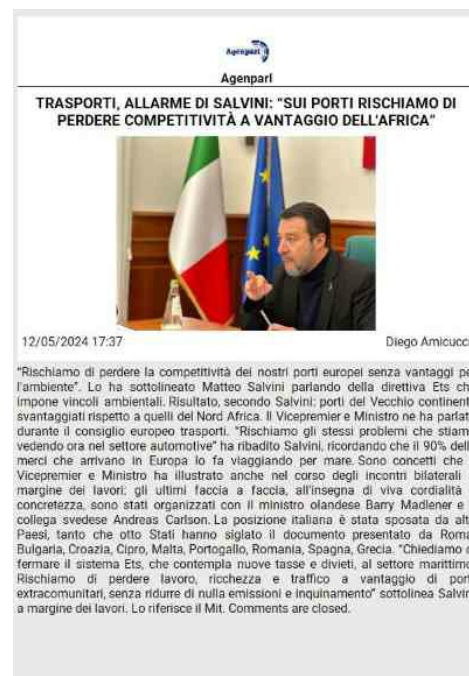 Agenparl
Agenparl
TRASPORTI, ALLARME DI SALVINI: “SUI PORTI RISCHIAMO DI
PERDERE COMPETITIVITÀ A VANTAGGIO DELL'AFRICA”
12/05/2024 17:37
Diego Amicucci
“Rischiamo di perdere la competitività dei nostri porti europei senza vantaggi pe
l'ambiente”. Lo ha sottolineato Matteo Salvini parlando della direttiva Ets ch
impone vincoli ambientali. Risultato, secondo Salvini: porti del Vecchio continent
svantaggiati rispetto a quelli del Nord Africa. Il Vicepremier e Ministro ne ha parlat
durante il consiglio europeo trasporti. “Rischiamo gli stessi problemi che stiam
vedendo ora nel settore automotive” ha ribadito Salvini, ricordando che il 90% dell
merci che arrivano in Europa lo fa viaggiando per mare. Sono concetti che
Vicepremier e Ministro ha illustrato anche nel corso degli incontri bilaterali
margine dei lavori: gli ultimi faccia a faccia, all'insegna di viva cordialità
concretezza, sono stati organizzati con il ministro olandese Barry Madlener e
collega svedese Andreas Carlson. La posizione italiana è stata sposata da alt
Paesi, tanto che otto Stati hanno siglato il documento presentato da Roma
Bulgaria, Croazia, Cipro, Malta, Portogallo, Romania, Spagna, Grecia. “Chiediamo d
fermare il sistema Ets, che contempla nuove tasse e divieti, al settore marittimo
Rischiamo di perdere lavoro, ricchezza e traffico a vantaggio di port
extracomunitari, senza ridurre di nulla emissioni e inquinamento” sottolinea Salvin
a margine dei lavori. Lo riferisce il Mit. Comments are closed.